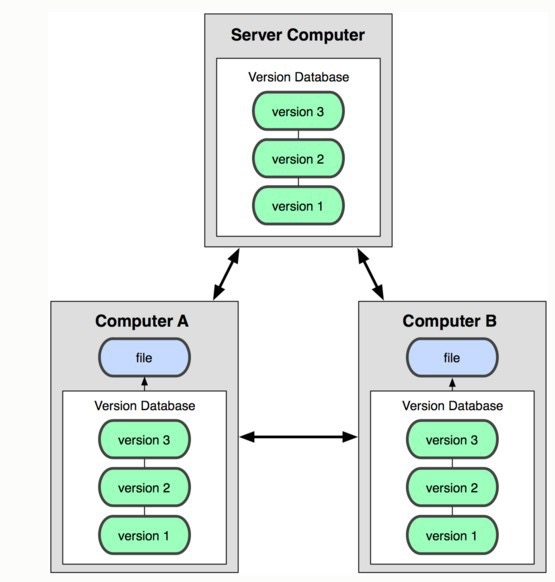 Server Computer
Version Database
version 3
version 2
version 1
Computer A
file
Version Database
version 3
version 2
version 1
Computer B
file
Version Database
version 3
version 2
version 1